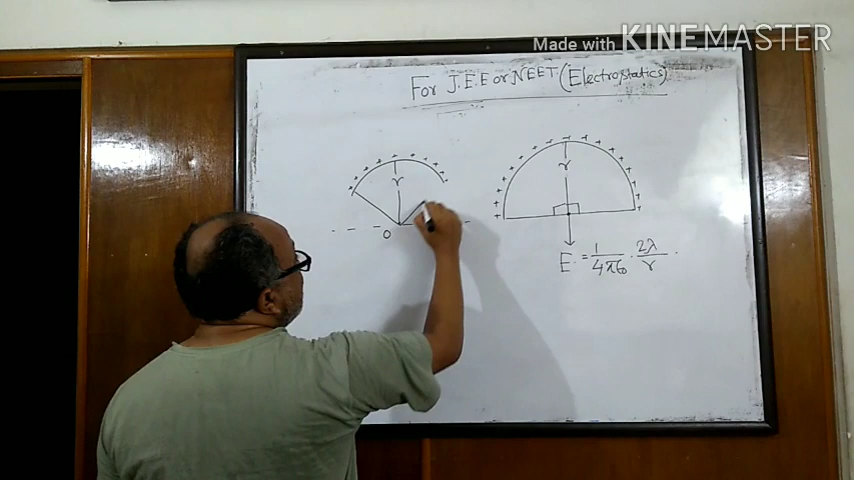 Made with KINEMASTER
For J.E.E or NEET. (Electrostatics)
r
r
O
E = 1/4πϵ0 · 2λ/r